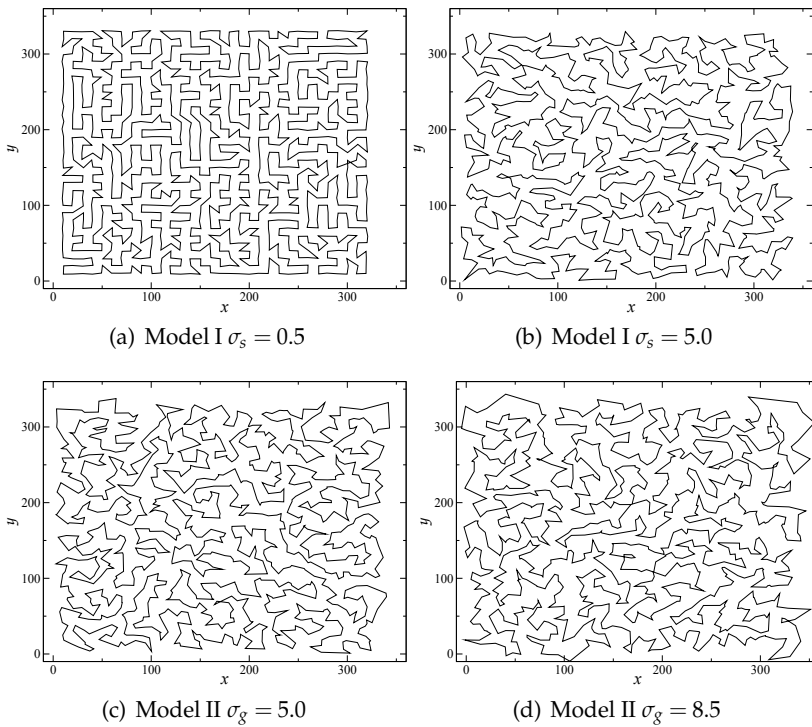 300
200
100
0
y
0 100 200 300
x
(a) Model I σs = 0.5
300
200
100
0
y
0 100 200 300
x
(b) Model I σs = 5.0
300
200
100
0
y
0 100 200 300
x
(c) Model II σg = 5.0
300
200
100
0
y
0 100 200 300
x
(d) Model II σg = 8.5